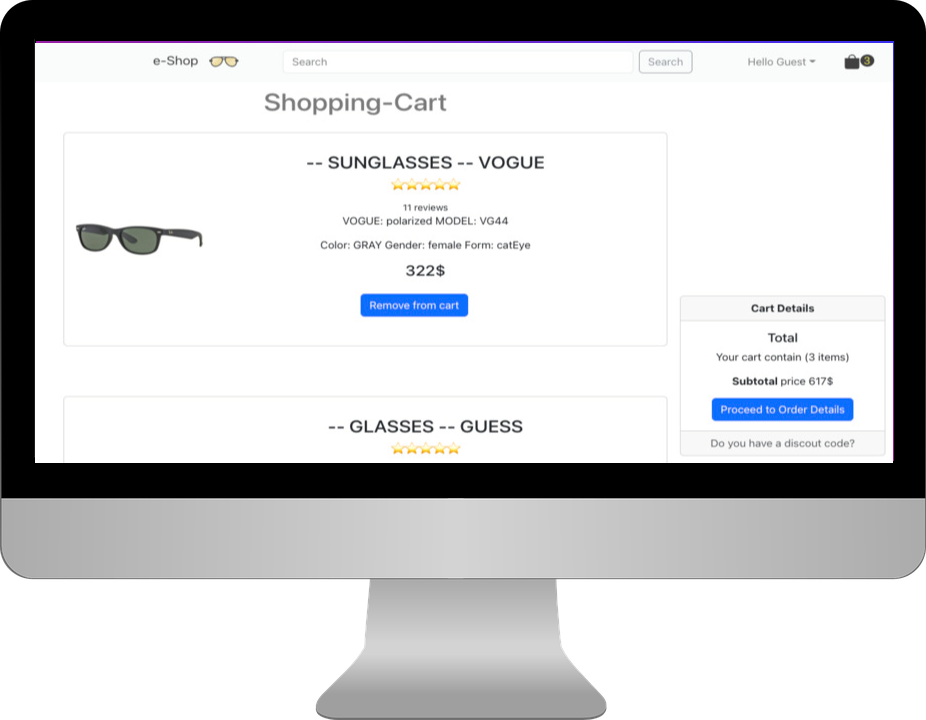 e-Shop
Search
Search
Hello Guest
3
Shopping-Cart
-- SUNGLASSES -- VOGUE
11 reviews
VOGUE: polarized MODEL: VG44
Color: GRAY Gender: female Form: catEye
322$
Remove from cart
Cart Details
Total
Your cart contain (3 items)
Subtotal price 617$
Proceed to Order Details
Do you have a discout code?
-- GLASSES -- GUESS